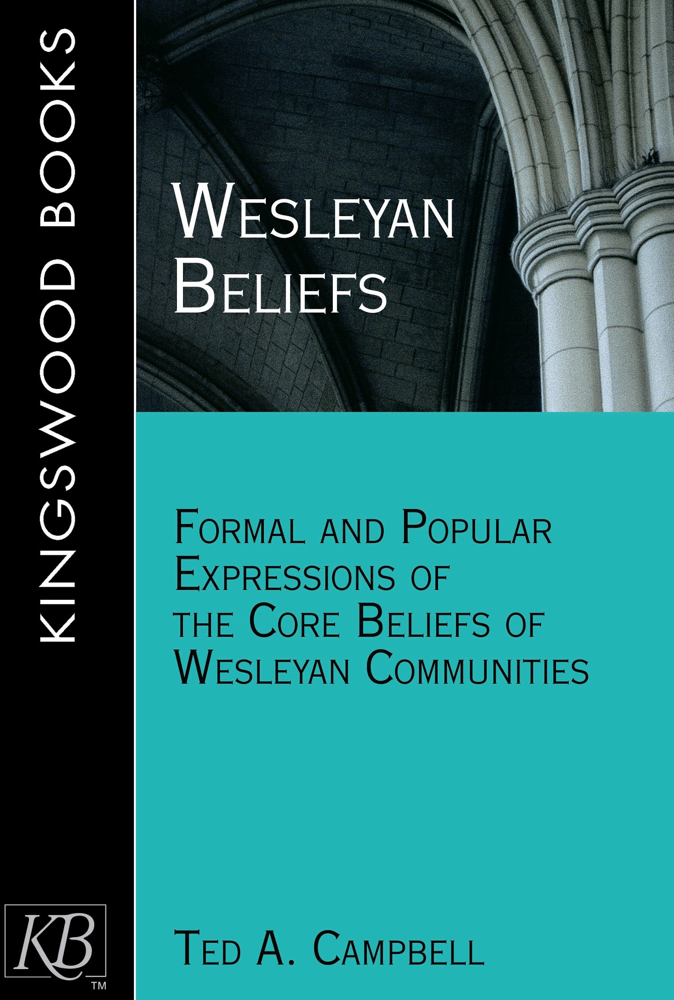 KINGSWOOD BOOKS
WESLEYAN
BELIEFS
FORMAL AND POPULAR
EXPRESSIONS OF
THE CORE BELIEFS OF
WESLEYAN COMMUNITIES
TED A. CAMPBELL
KB
TM